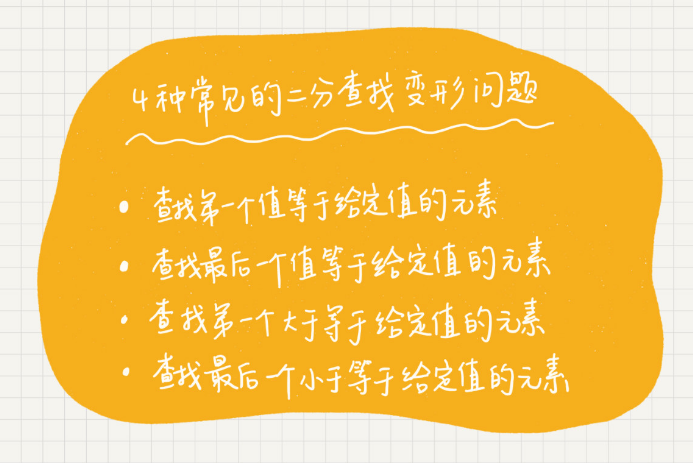 4种常见的二分查找变形问题
• 查找第一个值等于给定值的元素
• 查找最后一个值等于给定值的元素
• 查找第一个大于等于给定值的元素
• 查找最后一个小于等于给定值的元素